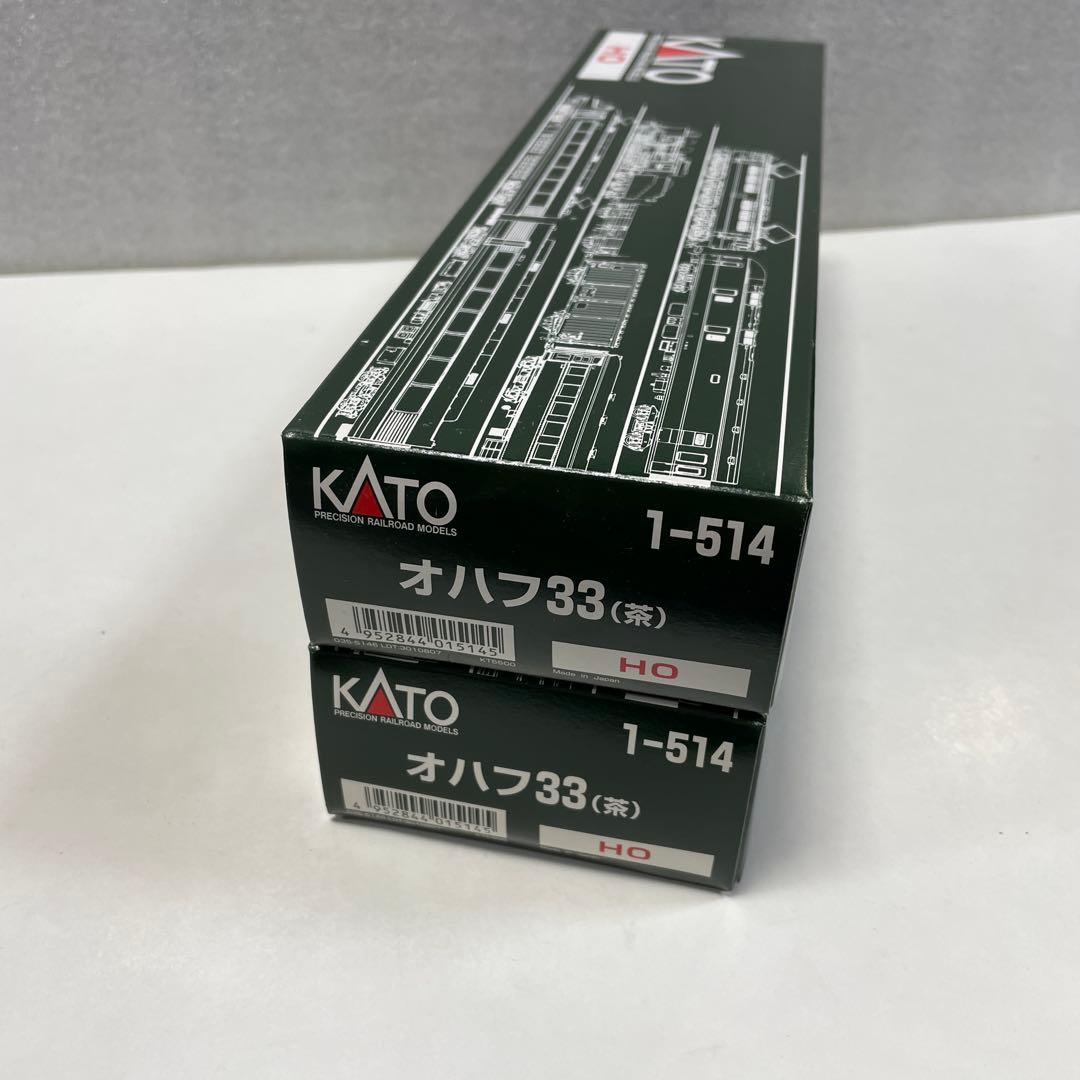 HO
KATO
KATO
PRECISION RAILROAD MODELS
1-514
オハフ33(茶)
4 952844 015145
KT5500
HO
Made in Japan
KATO
PRECISION RAILROAD MODELS
1-514
オハフ33(茶)
4 952844 015145
HO